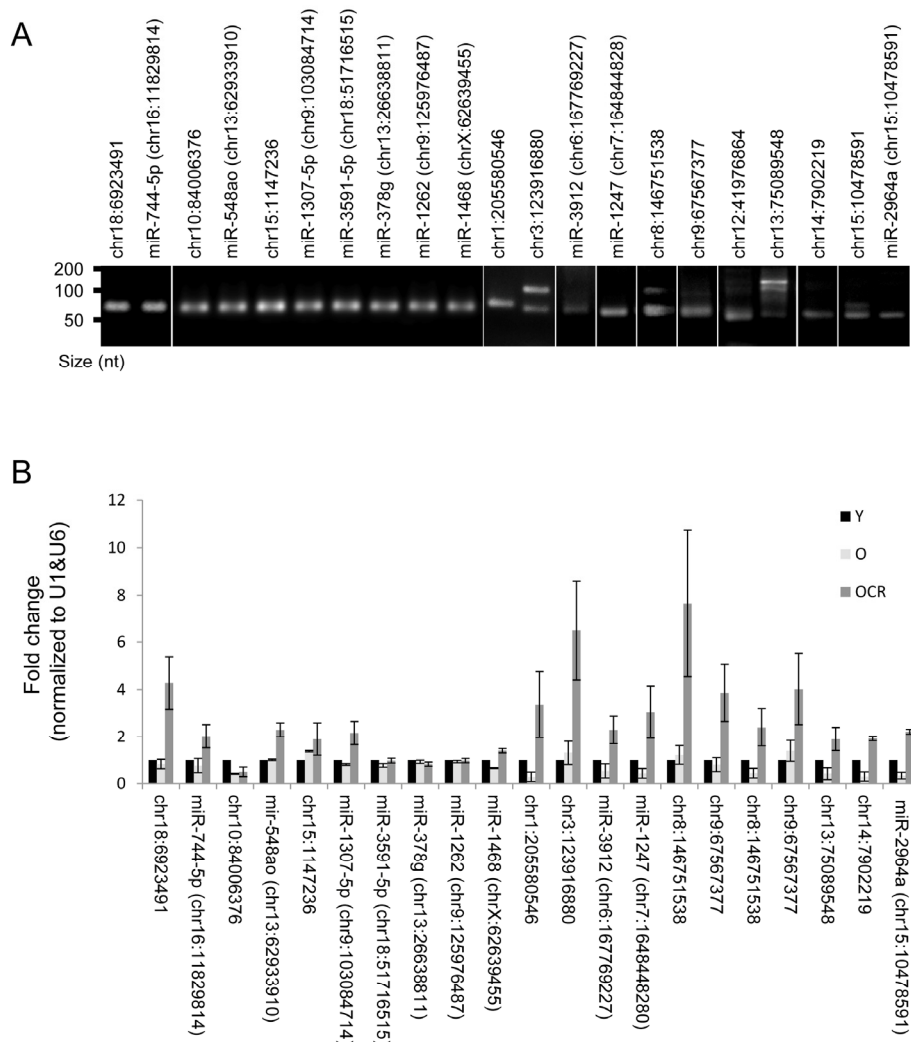 A
chr18:6923491
miR-744-5p (chr16:11829814)
chr10:84006376
miR-548ao (chr13:62933910)
chr15:1147236
miR-1307-5p (chr9:103084714)
miR-3591-5p (chr18:51716515)
miR-378g (chr13:26638811)
miR-1262 (chr9:125976487)
miR-1468 (chrX:62639455)
chr1:205580546
chr3:123916880
miR-3912 (chr6:167769227)
miR-1247 (chr7:164844828)
chr8:146751538
chr9:67567377
chr12:41976864
chr13:75089548
chr14:7902219
chr15:10478591
miR-2964a (chr15:10478591)
200
100
50
Size (nt)
B
Fold change
(normalized to U1&U6)
12
10
8
6
4
2
0
Y
O
OCR
chr18:6923491
miR-744-5p (chr16:11829814)
chr10:84006376
mir-548ao (chr13:62933910)
chr15:1147236
miR-1307-5p (chr9:103084714)
miR-3591-5p (chr18:51716515)
miR-378g (chr13:26638811)
miR-1262 (chr9:125976487)
miR-1468 (chrX:62639455)
chr1:205580546
chr3:123916880
miR-3912 (chr6:167769227)
miR-1247 (chr7:1648448280)
chr8:146751538
chr9:67567377
chr8:146751538
chr9:67567377
chr13:75089548
chr14:7902219
miR-2964a (chr15:10478591)